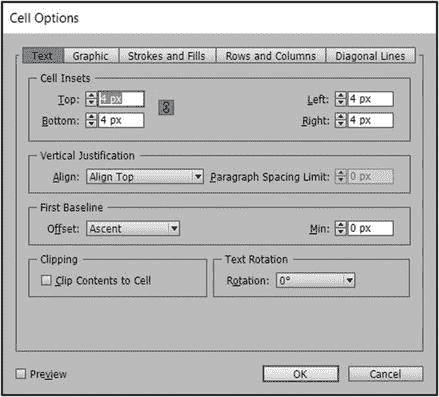 Cell Options
Text Graphic Strokes and Fills Rows and Columns Diagonal Lines
Cell Insets
Top: 4 px Left: 4 px
Bottom: 4 px Right: 4 px
Vertical Justification
Align: Align Top Paragraph Spacing Limit: 0 px
First Baseline
Offset: Ascent Min: 0 px
Clipping Text Rotation
Clip Contents to Cell Rotation: 0°
Preview OK Cancel